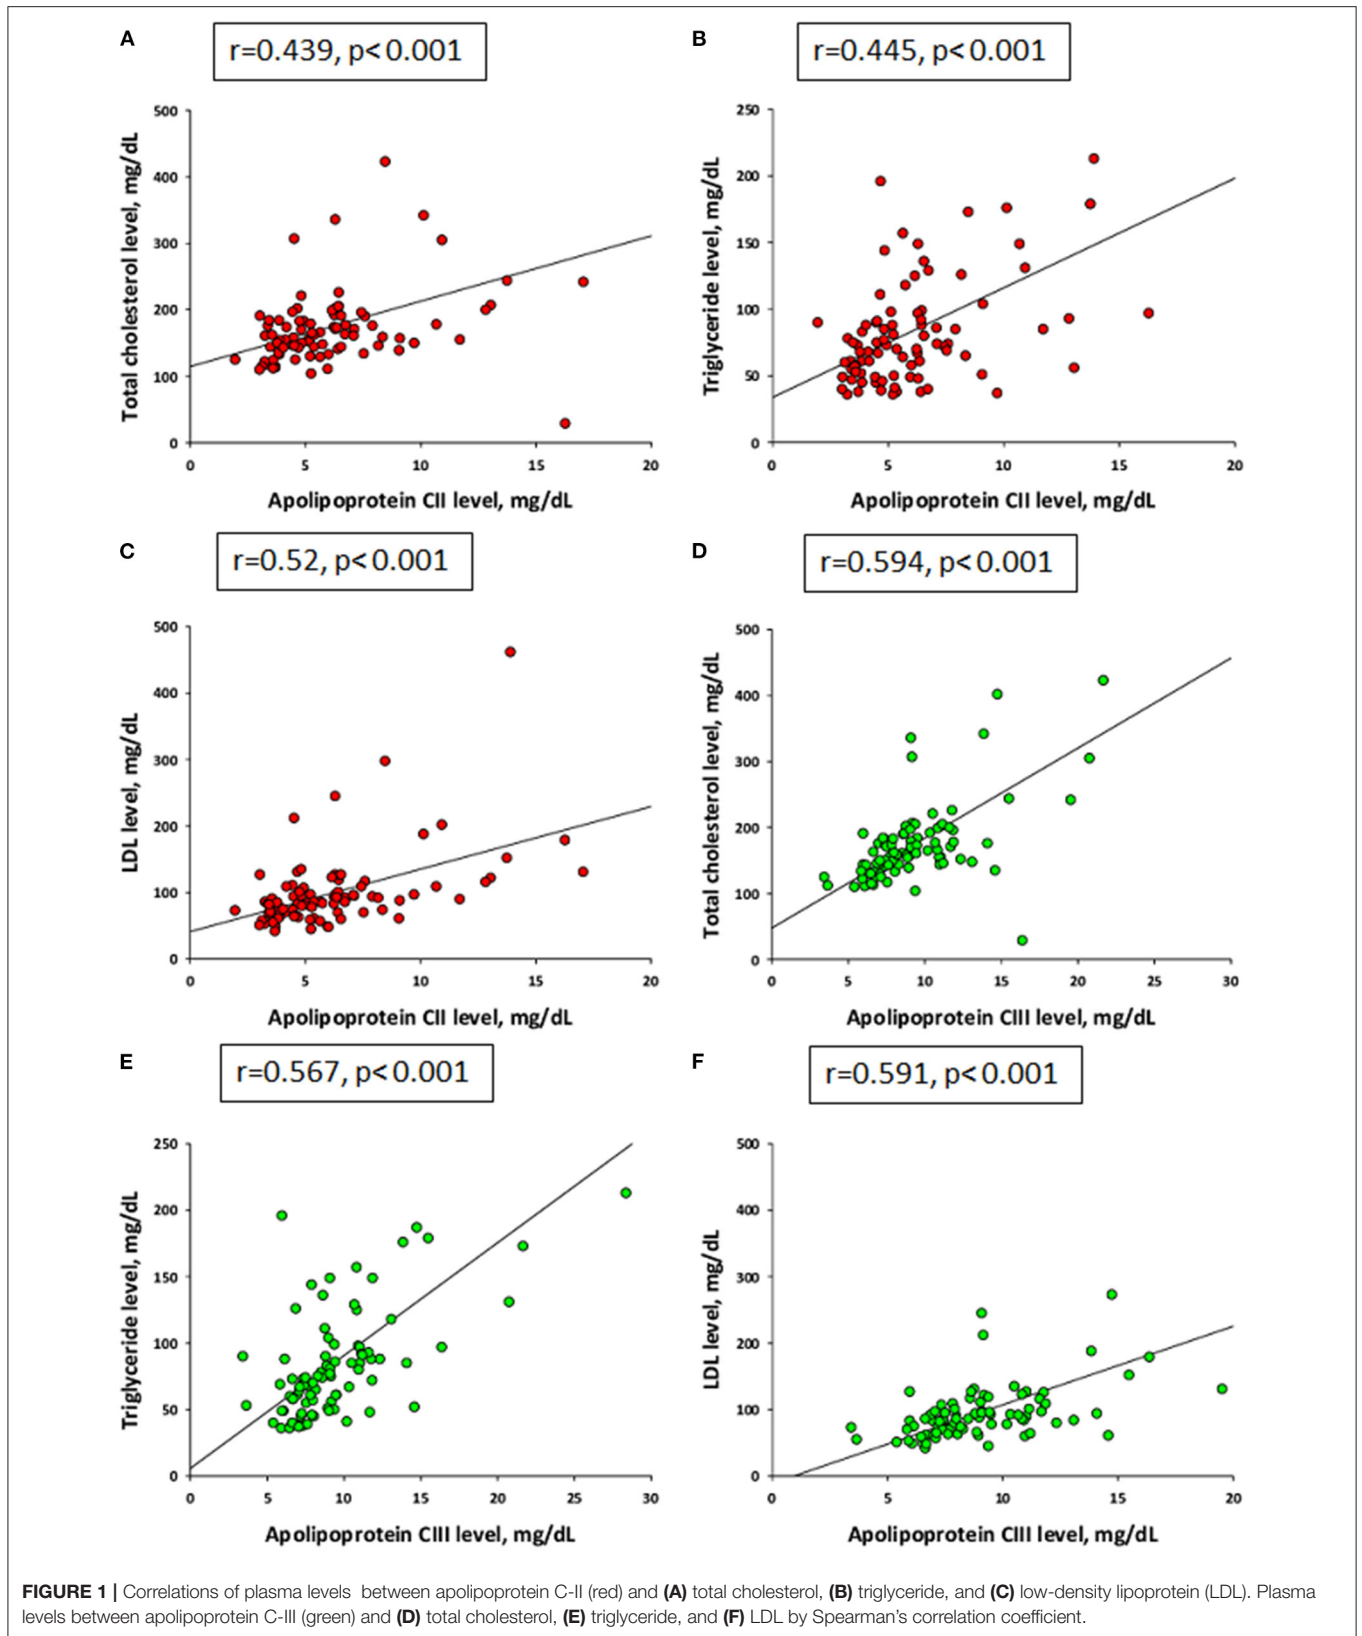 A
r=0.439, p<0.001
B
r=0.445, p<0.001
Total cholesterol level, mg/dL
500
400
300
200
100
0
0 5 10 15 20
Apolipoprotein CII level, mg/dL
Triglyceride level, mg/dL
250
200
150
100
50
0
0 5 10 15 20
Apolipoprotein CII level, mg/dL
C
r=0.52, p<0.001
D
r=0.594, p<0.001
LDL level, mg/dL
500
400
300
200
100
0
0 5 10 15 20
Apolipoprotein CII level, mg/dL
Total cholesterol level, mg/dL
500
400
300
200
100
0
0 5 10 15 20 25 30
Apolipoprotein CIII level, mg/dL
E
r=0.567, p<0.001
F
r=0.591, p<0.001
Triglyceride level, mg/dL
250
200
150
100
50
0
0 5 10 15 20 25 30
Apolipoprotein CIII level, mg/dL
LDL level, mg/dL
500
400
300
200
100
0
0 5 10 15 20
Apolipoprotein CIII level, mg/dL
FIGURE 1 | Correlations of plasma levels between apolipoprotein C-II (red) and (A) total cholesterol, (B) triglyceride, and (C) low-density lipoprotein (LDL). Plasma
levels between apolipoprotein C-III (green) and (D) total cholesterol, (E) triglyceride, and (F) LDL by Spearman's correlation coefficient.